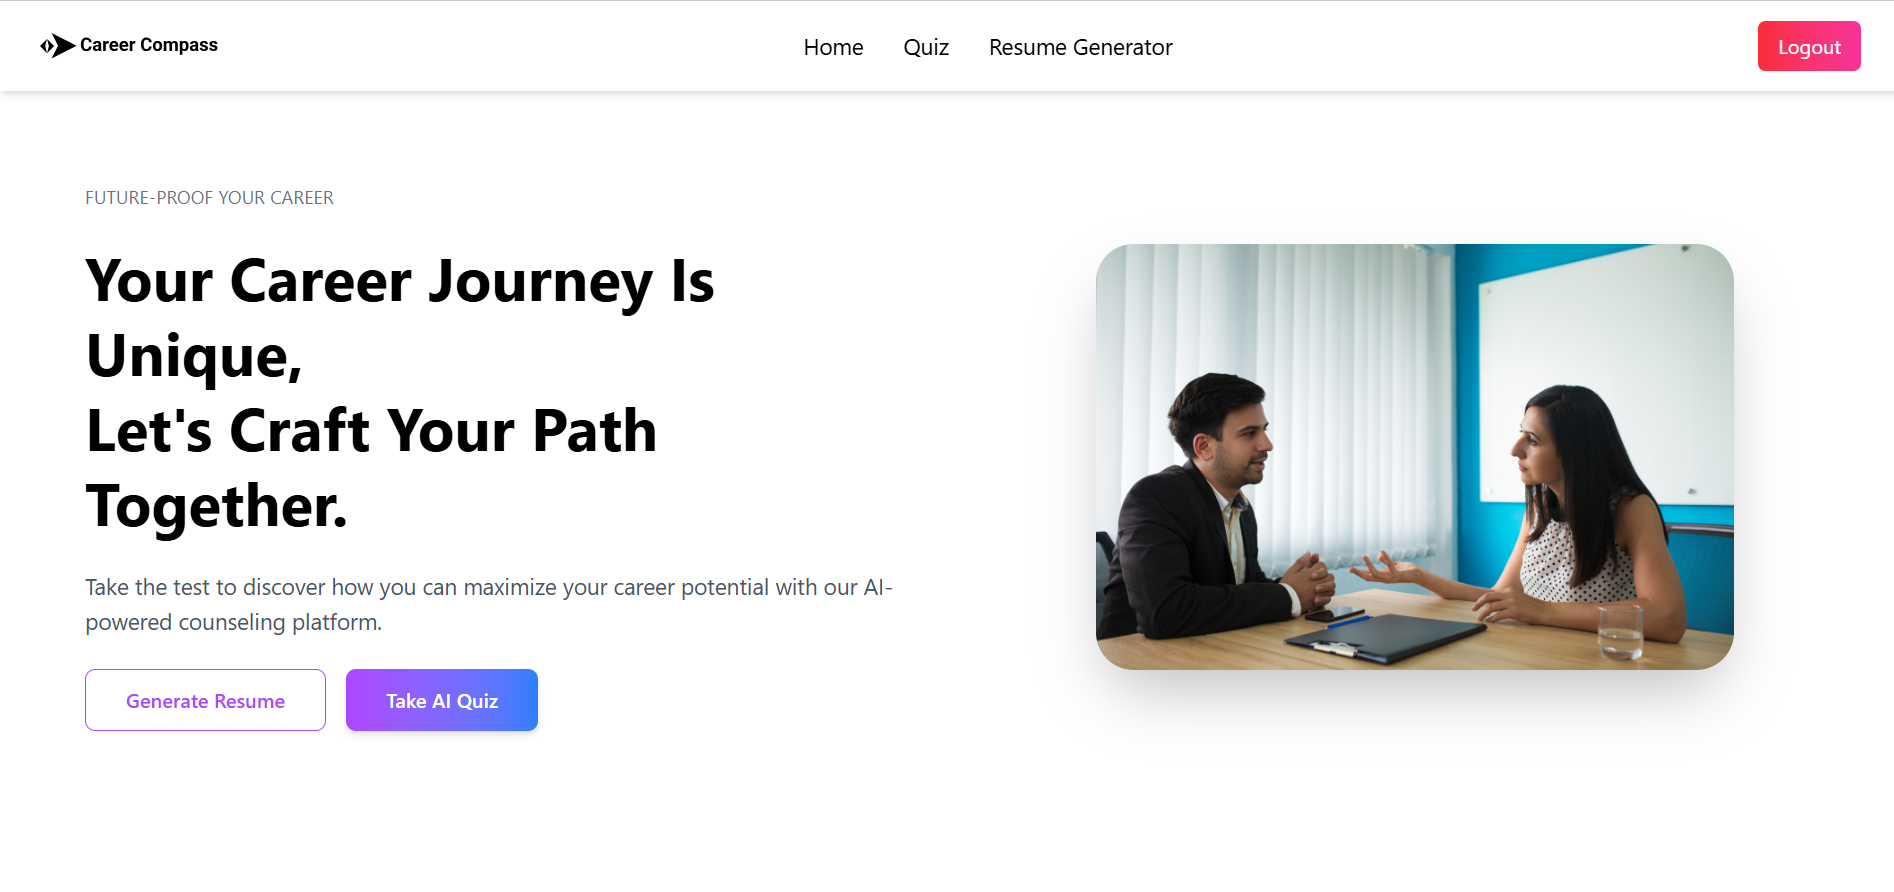 Career Compass
Home
Quiz
Resume Generator
Logout
FUTURE-PROOF YOUR CAREER
Your Career Journey Is
Unique,
Let's Craft Your Path
Together.
Take the test to discover how you can maximize your career potential with our AI-
powered counseling platform.
Generate Resume
Take AI Quiz